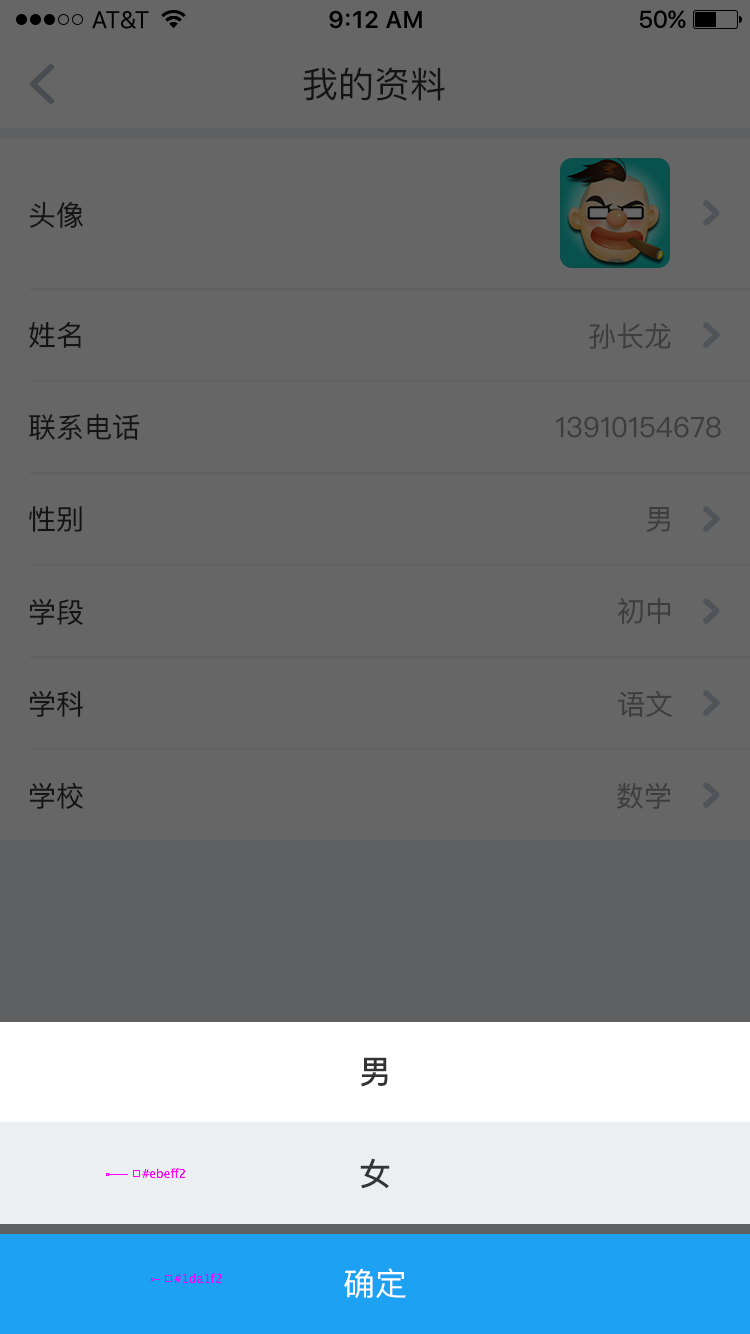 AT&T 9:12 AM 50%
我的资料
头像
姓名 孙长龙
联系电话 13910154678
性别 男
学段 初中
学科 语文
学校 数学
男
#ebeff2 女
#1da1f2 确定